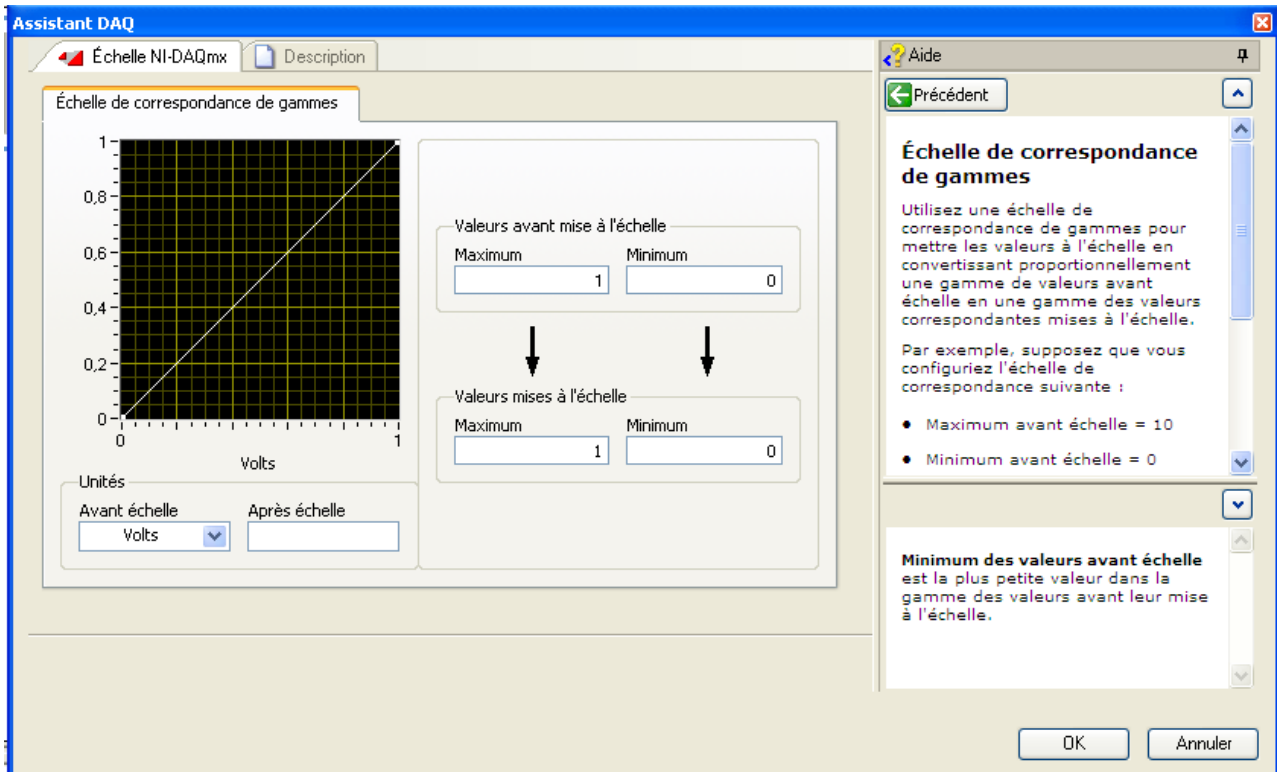 Assistant DAQ
Échelle NI-DAQmx
Description
Échelle de correspondance de gammes
1
0,8
0,6
0,4
0,2
0
0
1
Volts
Unités
Avant échelle
Après échelle
Volts
Valeurs avant mise à l'échelle
Maximum
Minimum
1
0
Valeurs mises à l'échelle
Maximum
Minimum
1
0
Aide
Précédent
Échelle de correspondance
de gammes
Utilisez une échelle de
correspondance de gammes pour
mettre les valeurs à l'échelle en
convertissant proportionnellement
une gamme de valeurs avant
échelle en une gamme des valeurs
correspondantes mises à l'échelle.
Par exemple, supposez que vous
configuriez l'échelle de
correspondance suivante :
• Maximum avant échelle = 10
• Minimum avant échelle = 0
Minimum des valeurs avant échelle
est la plus petite valeur dans la
gamme des valeurs avant leur mise
à l'échelle.
OK
Annuler